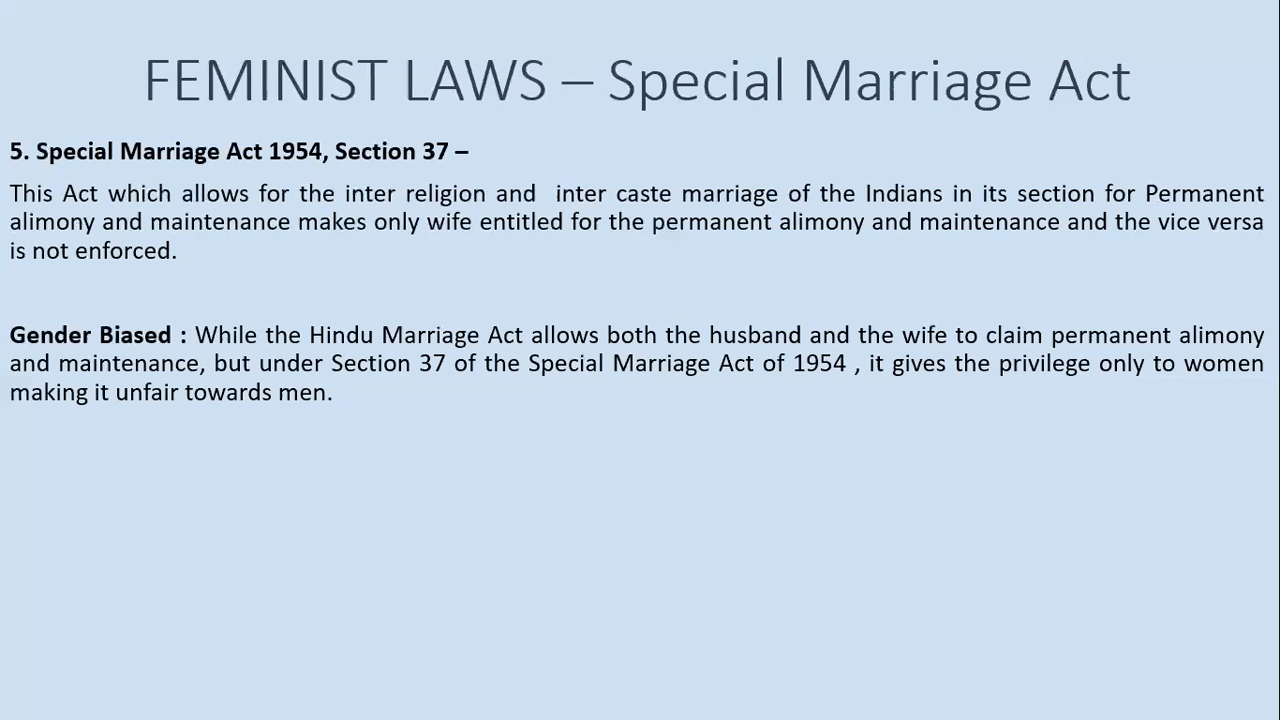 FEMINIST LAWS – Special Marriage Act
5. Special Marriage Act 1954, Section 37 –
This Act which allows for the inter religion and  inter caste marriage of the Indians in its section for Permanent
alimony and maintenance makes only wife entitled for the permanent alimony and maintenance and the vice versa
is not enforced.
Gender Biased : While the Hindu Marriage Act allows both the husband and the wife to claim permanent alimony
and maintenance, but under Section 37 of the Special Marriage Act of 1954 , it gives the privilege only to women
making it unfair towards men.